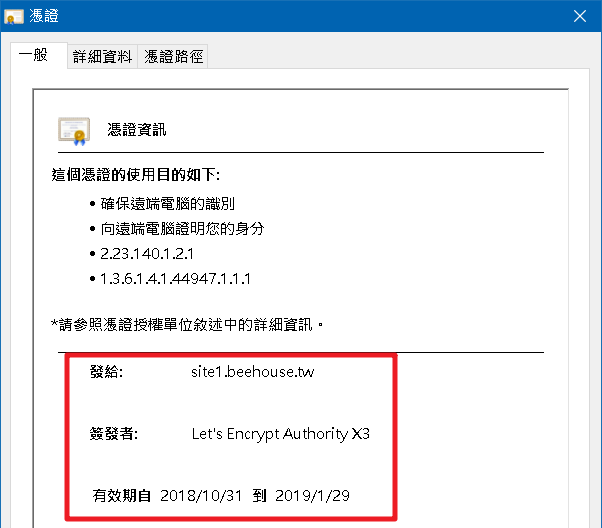 憑證
一般 詳細資料 憑證路徑
憑證資訊
這個憑證的使用目的如下:
• 確保遠端電腦的識別
• 向遠端電腦證明您的身分
• 2.23.140.1.2.1
• 1.3.6.1.4.1.44947.1.1.1
*請參照憑證授權單位敘述中的詳細資訊。
發給: site1.beehouse.tw
簽發者: Let's Encrypt Authority X3
有效期自 2018/10/31 到 2019/1/29